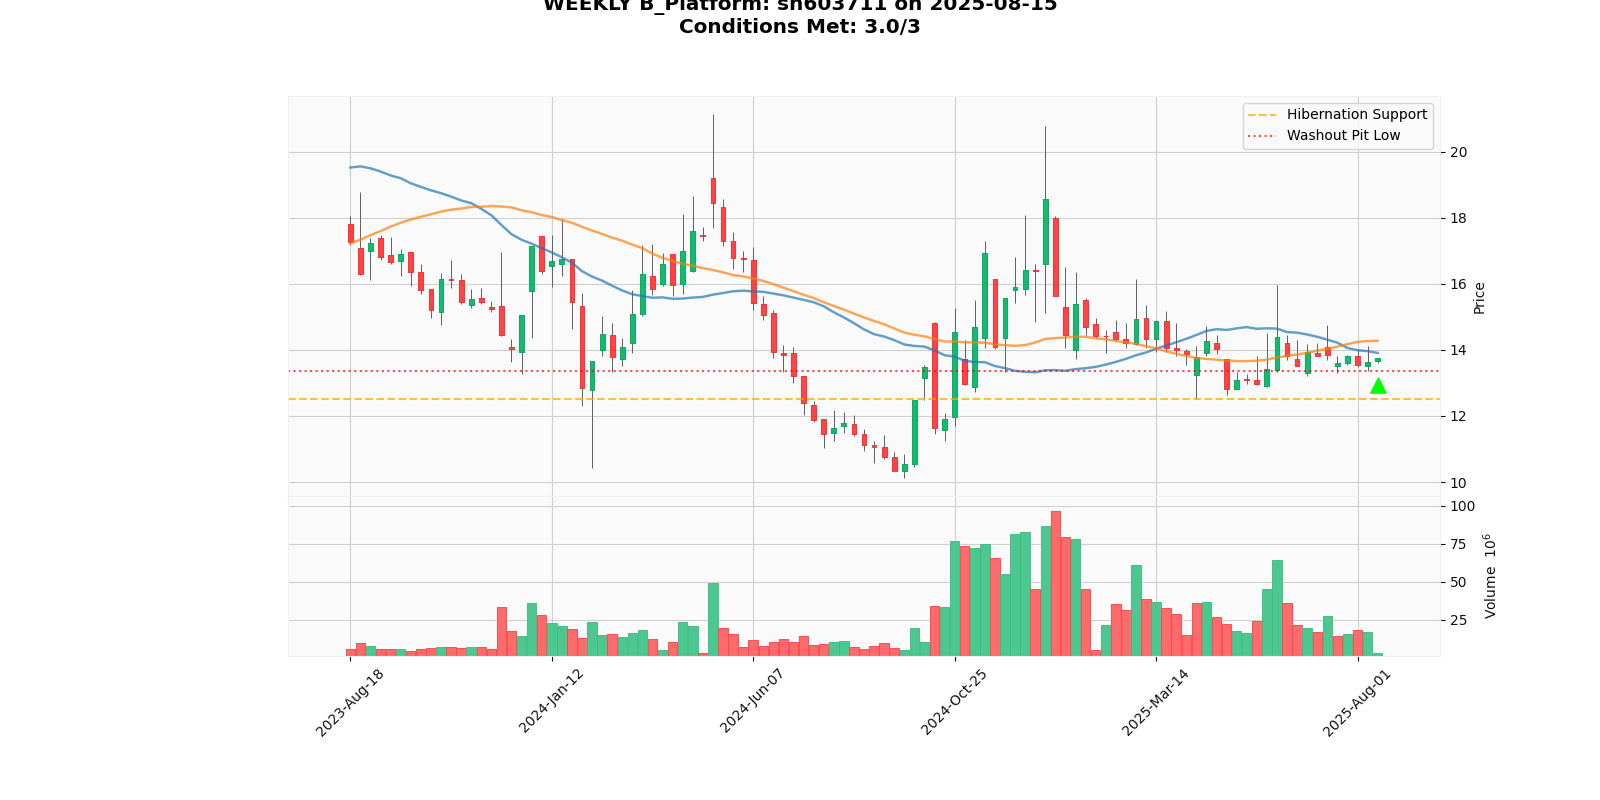 WEEKLY B_Platform: sh603711 on 2025-08-15
Conditions Met: 3.0/3
Hibernation Support
Washout Pit Low
20
18
16
14
12
10
Price
100
75
50
25
Volume 10^6
2023-Aug-18
2024-Jan-12
2024-Jun-07
2024-Oct-25
2025-Mar-14
2025-Aug-01